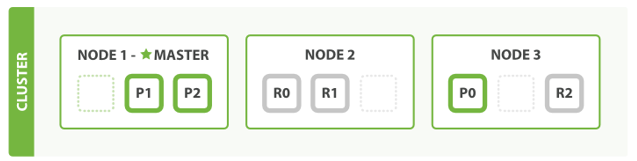 CLUSTER
NODE 1 - ★ MASTER
P1 P2
NODE 2
R0 R1
NODE 3
P0 R2